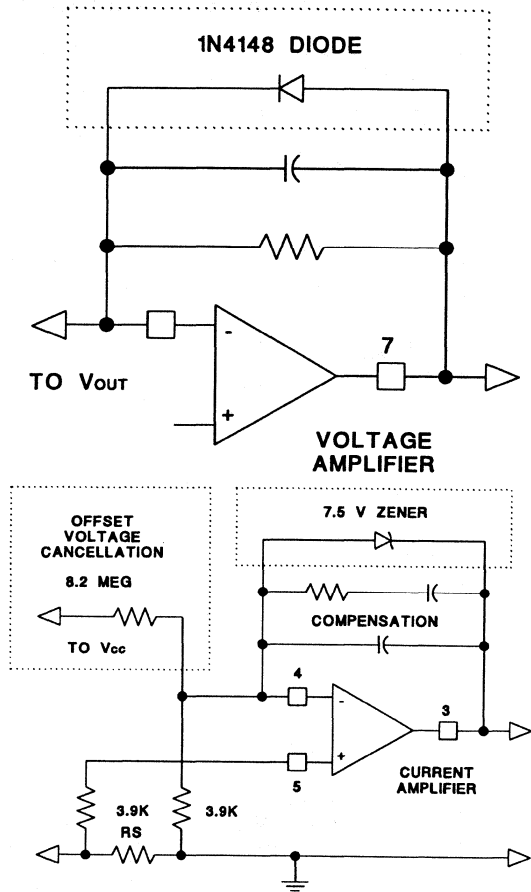 1N4148 DIODE
-
TO VOUT
7
+
VOLTAGE
AMPLIFIER
OFFSET
VOLTAGE
CANCELLATION
8.2 MEG
TO Vcc
7.5 V ZENER
COMPENSATION
4
-
3
+
5
CURRENT
AMPLIFIER
3.9K
RS
3.9K